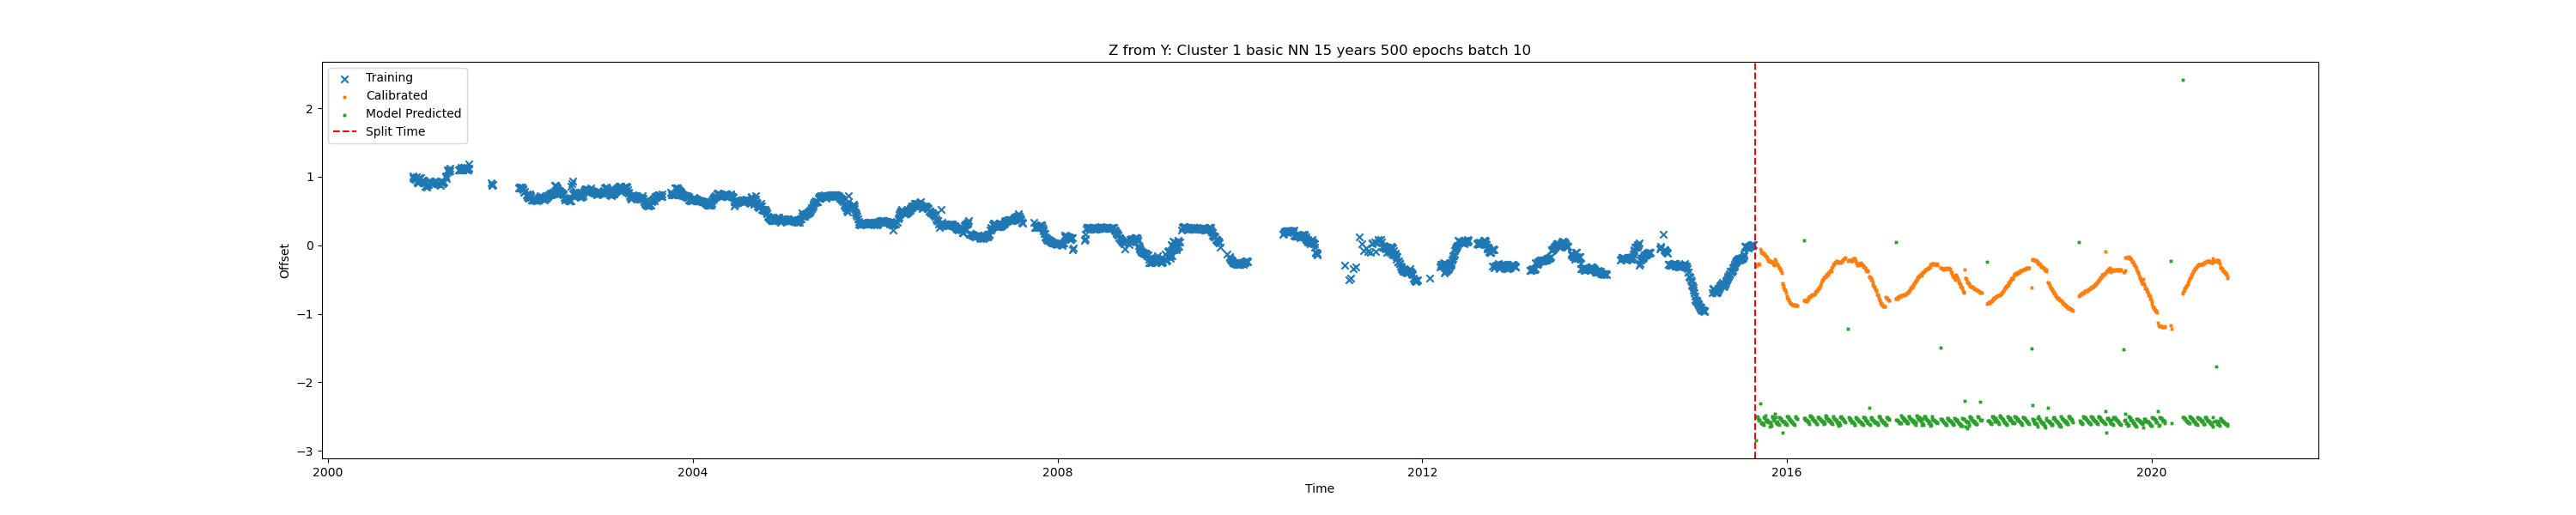 Z from Y: Cluster 1 basic NN 15 years 500 epochs batch 10
Training
Calibrated
Model Predicted
Split Time
2
1
0
−1
−2
−3
Offset
2000 2004 2008 2012 2016 2020
Time